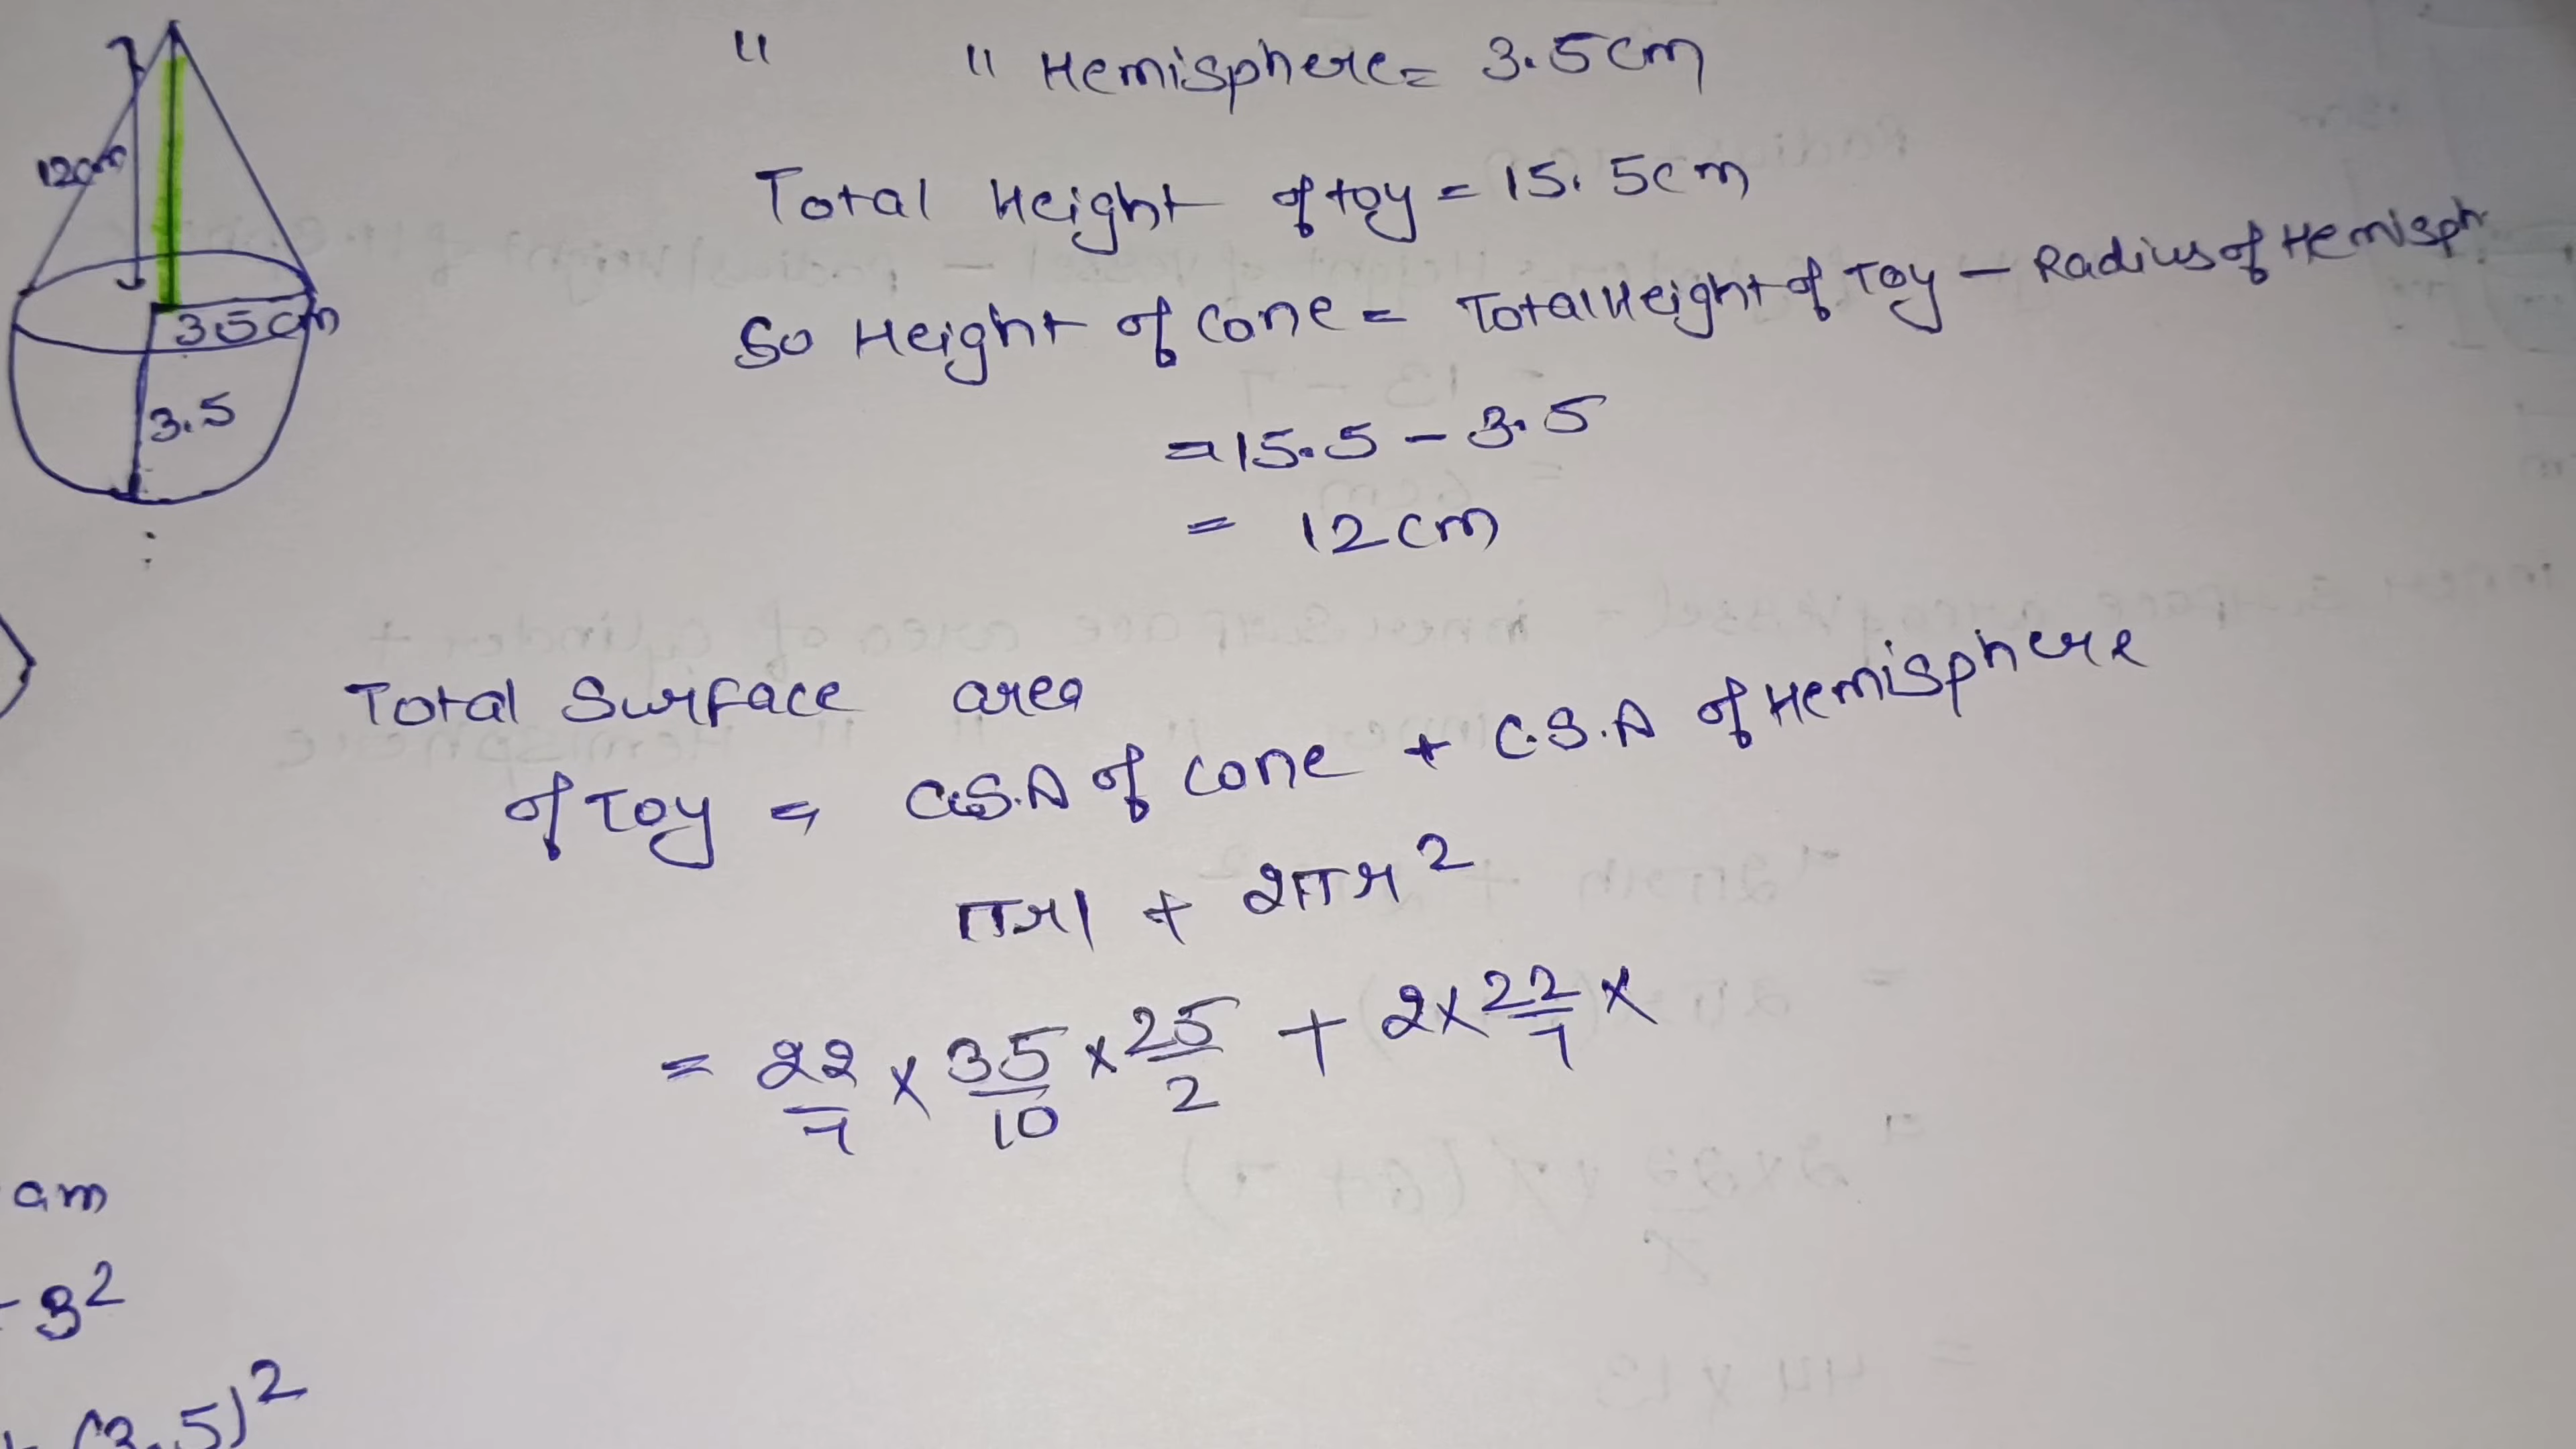 " " Hemisphere = 3.5cm
Total Height of toy = 15.5cm
So Height of cone = Total Height of Toy - Radius of Hemisph
= 15.5 - 3.5
= 12cm
12cm
3.5cm
3.5
Total Surface area
of Toy = C.S.A of cone + C.S.A of Hemisphere
πrl + 2πr²
= 22/7 × 35/10 × 25/2 + 2 × 22/7 ×
am
- 3²
(3.5)²